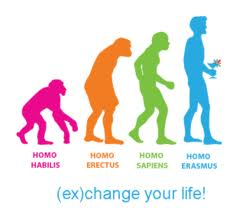 HOMO HABILIS
HOMO ERECTUS
HOMO SAPIENS
HOMO ERASMUS
(ex)change your life!